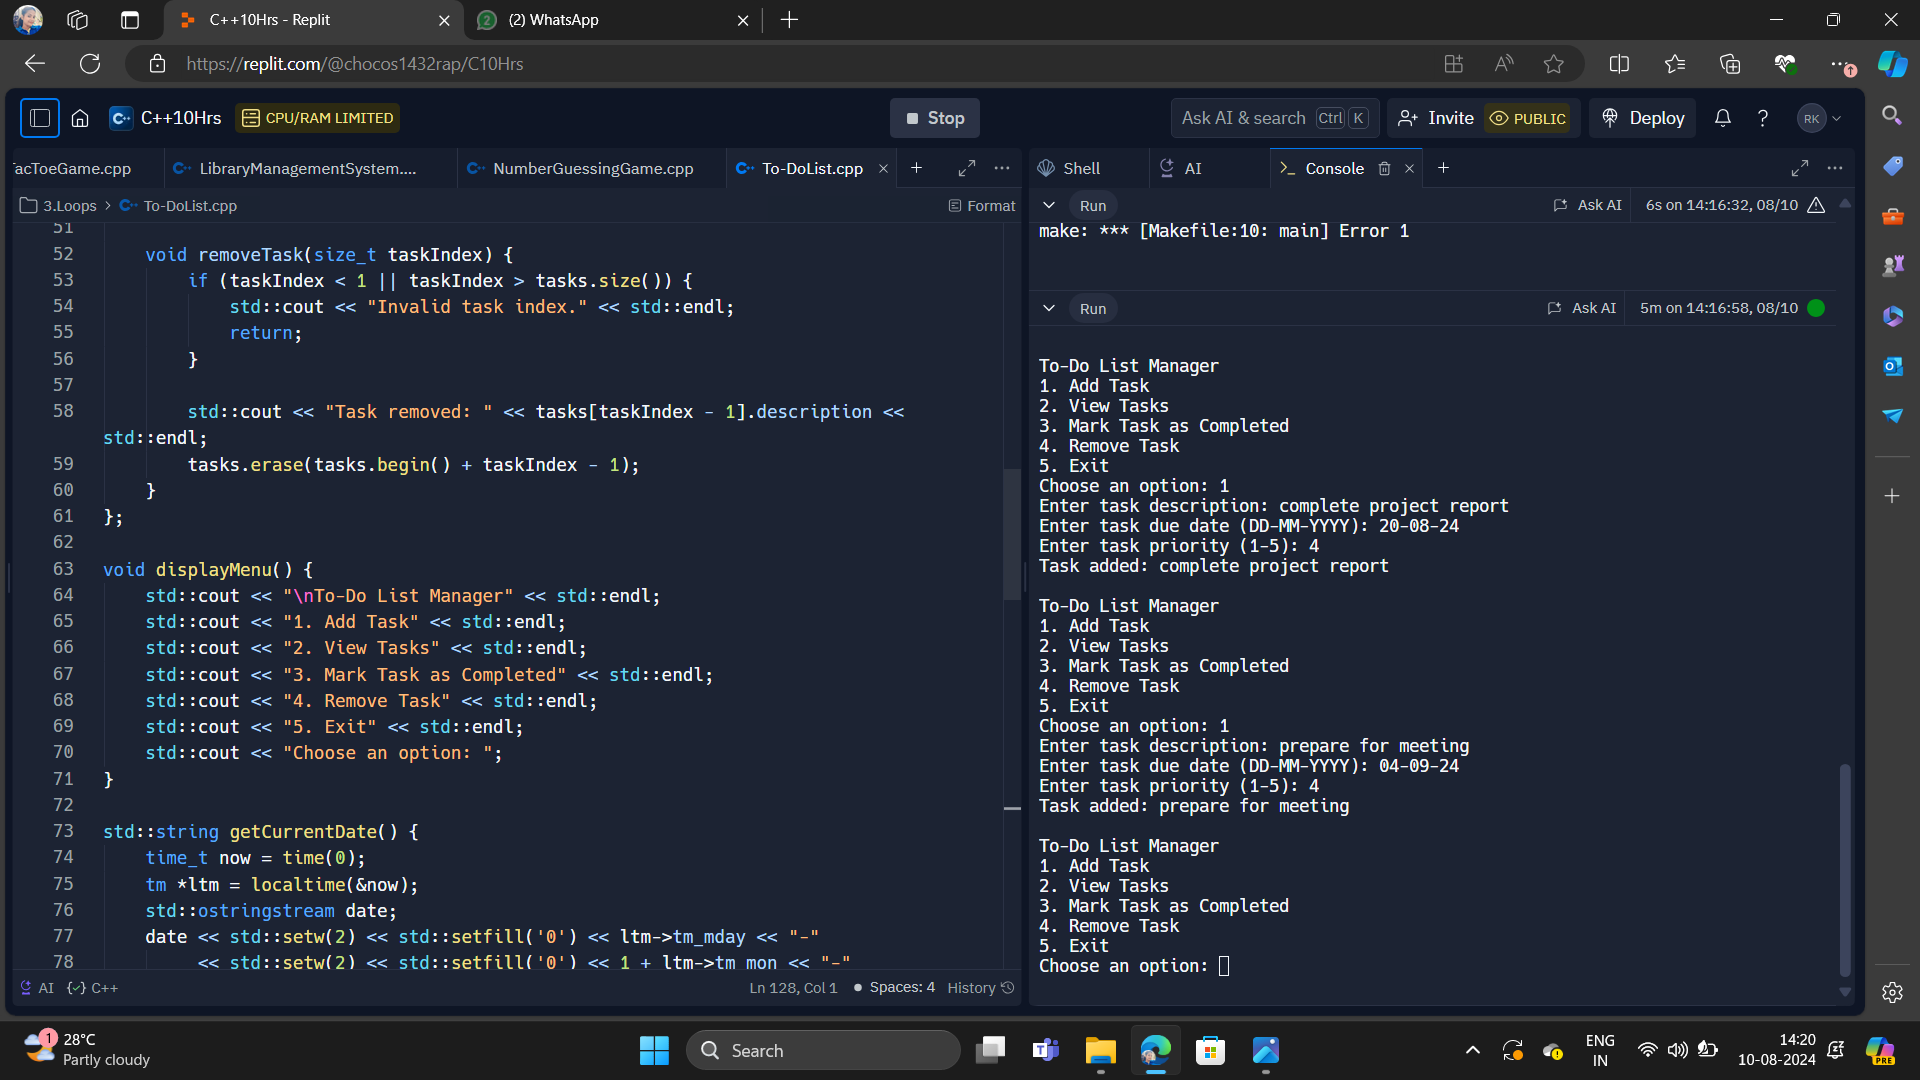 C++10Hrs - Replit
2
(2) WhatsApp
https://replit.com/@chocos1432rap/C10Hrs
C++10Hrs
CPU/RAM LIMITED
Stop
Ask AI & search Ctrl K
Invite
PUBLIC
Deploy
?
RK
acToeGame.cpp
LibraryManagementSystem....
NumberGuessingGame.cpp
To-DoList.cpp
Shell
AI
Console
3.Loops > To-DoList.cpp
Format
51
52 void removeTask(size_t taskIndex) {
53 if (taskIndex < 1 || taskIndex > tasks.size()) {
54 std::cout << "Invalid task index." << std::endl;
55 return;
56 }
57
58 std::cout << "Task removed: " << tasks[taskIndex - 1].description <<
std::endl;
59 tasks.erase(tasks.begin() + taskIndex - 1);
60 }
61 };
62
63 void displayMenu() {
64 std::cout << "\nTo-Do List Manager" << std::endl;
65 std::cout << "1. Add Task" << std::endl;
66 std::cout << "2. View Tasks" << std::endl;
67 std::cout << "3. Mark Task as Completed" << std::endl;
68 std::cout << "4. Remove Task" << std::endl;
69 std::cout << "5. Exit" << std::endl;
70 std::cout << "Choose an option: ";
71 }
72
73 std::string getCurrentDate() {
74 time_t now = time(0);
75 tm *ltm = localtime(&now);
76 std::ostringstream date;
77 date << std::setw(2) << std::setfill('0') << ltm->tm_mday << "-"
78 << std::setw(2) << std::setfill('0') << 1 + ltm->tm_mon << "-"
AI
C++
Ln 128, Col 1
Spaces: 4
History
Run
Ask AI
6s on 14:16:32, 08/10
make: *** [Makefile:10: main] Error 1
Run
Ask AI
5m on 14:16:58, 08/10
To-Do List Manager
1. Add Task
2. View Tasks
3. Mark Task as Completed
4. Remove Task
5. Exit
Choose an option: 1
Enter task description: complete project report
Enter task due date (DD-MM-YYYY): 20-08-24
Enter task priority (1-5): 4
Task added: complete project report
To-Do List Manager
1. Add Task
2. View Tasks
3. Mark Task as Completed
4. Remove Task
5. Exit
Choose an option: 1
Enter task description: prepare for meeting
Enter task due date (DD-MM-YYYY): 04-09-24
Enter task priority (1-5): 4
Task added: prepare for meeting
To-Do List Manager
1. Add Task
2. View Tasks
3. Mark Task as Completed
4. Remove Task
5. Exit
Choose an option:
1
28°C
Partly cloudy
Search
ENG
IN
14:20
10-08-2024
PRE